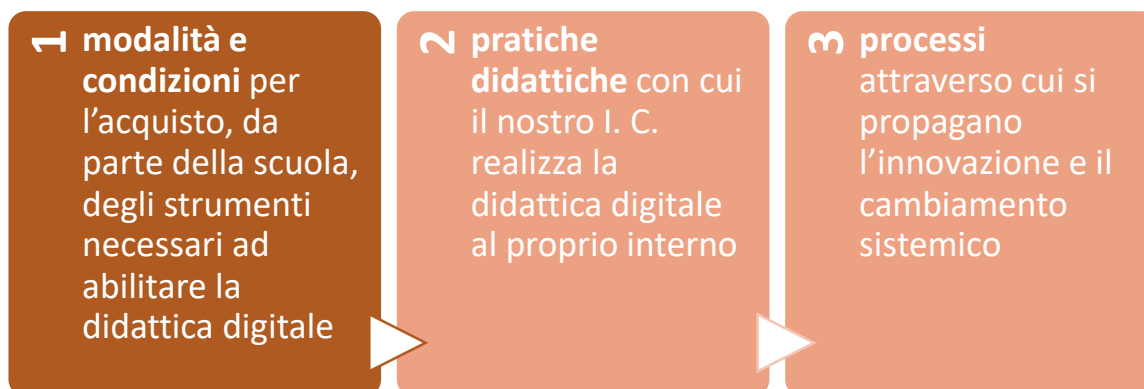 1
modalità e
condizioni per
l’acquisto, da
parte della scuola,
degli strumenti
necessari ad
abilitare la
didattica digitale
2
pratiche
didattiche con cui
il nostro I. C.
realizza la
didattica digitale
al proprio interno
3
processi
attraverso cui si
propagano
l’innovazione e il
cambiamento
sistemico